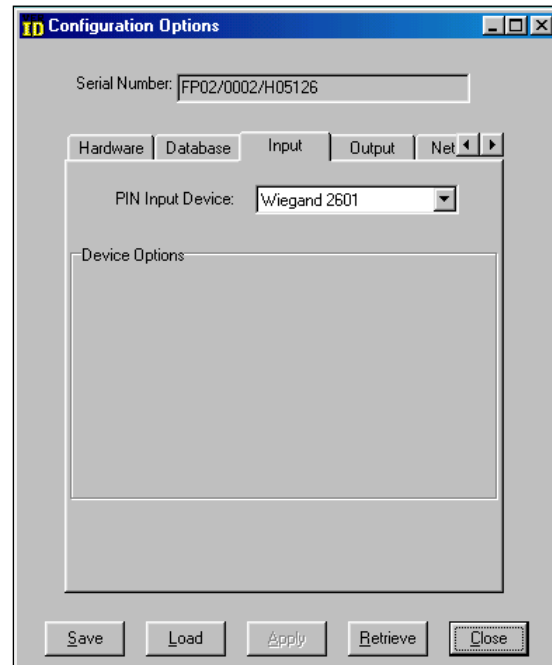 ID Configuration Options
Serial Number: FP02/0002/H05126
Hardware Database Input Output Net
PIN Input Device: Wiegand 2601
Device Options
Save Load Apply Retrieve Close